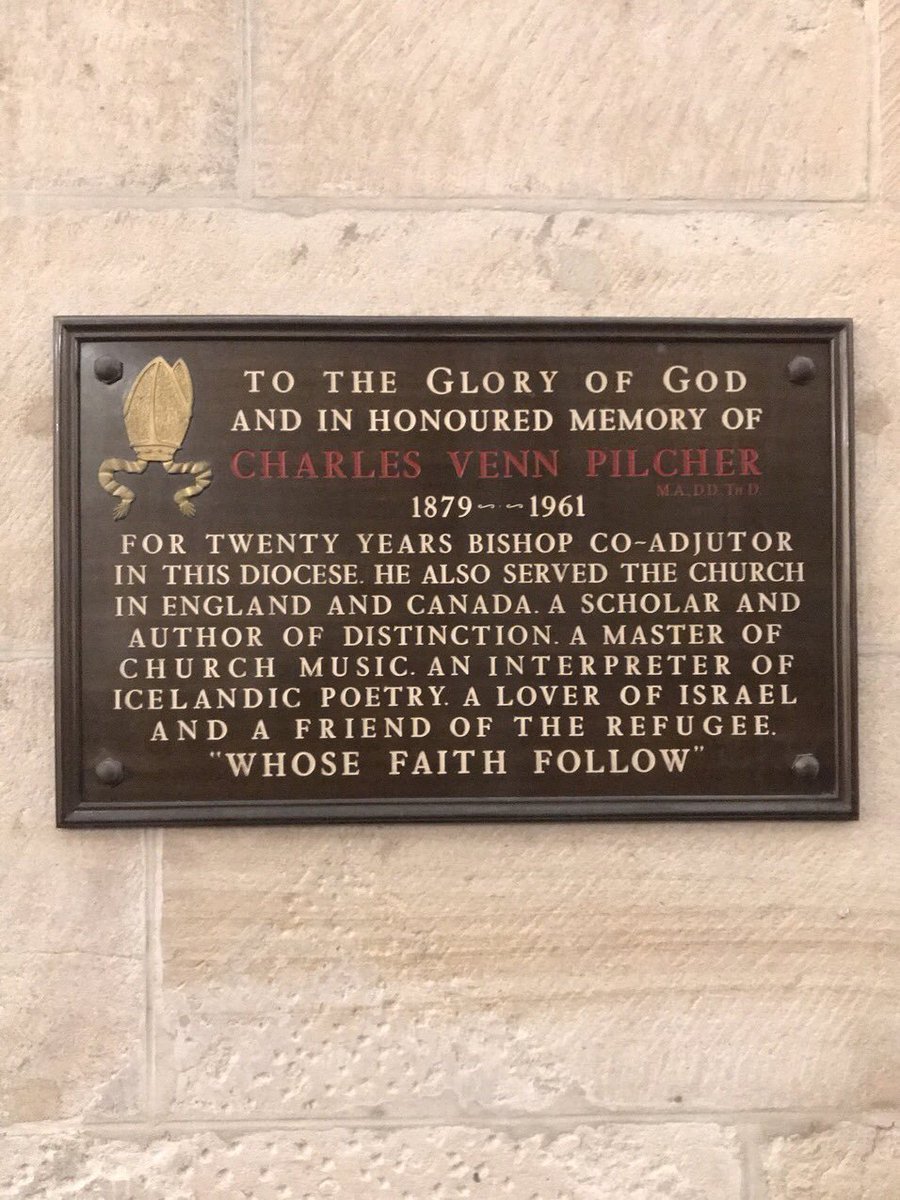 TO THE GLORY OF GOD
AND IN HONOURED MEMORY OF
CHARLES VENN PILCHER
M.A., D.D. TH D.
1879~·~1961
FOR TWENTY YEARS BISHOP CO-ADJUTOR
IN THIS DIOCESE. HE ALSO SERVED THE CHURCH
IN ENGLAND AND CANADA. A SCHOLAR AND
AUTHOR OF DISTINCTION. A MASTER OF
CHURCH MUSIC. AN INTERPRETER OF
ICELANDIC POETRY. A LOVER OF ISRAEL
AND A FRIEND OF THE REFUGEE.
"WHOSE FAITH FOLLOW"